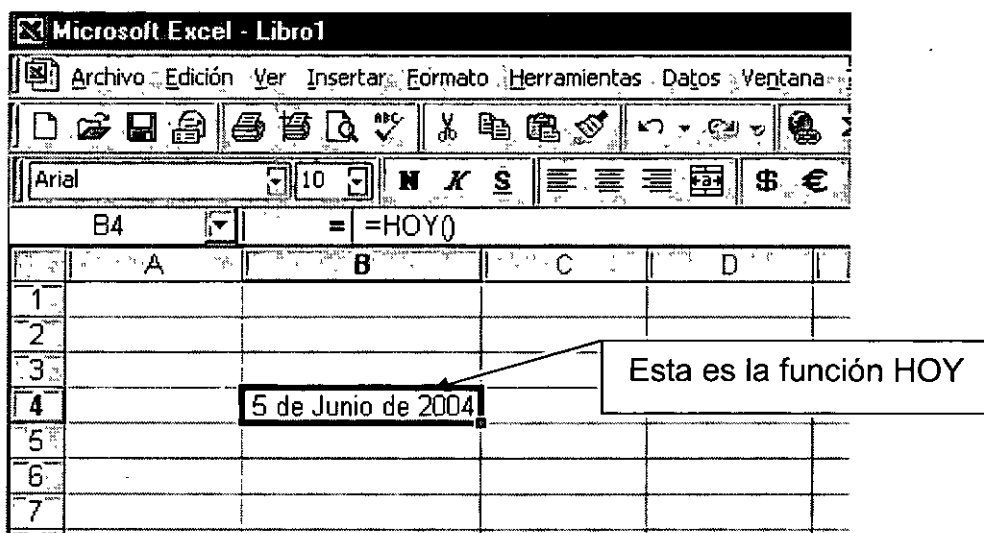 Microsoft Excel - Libro1
Archivo Edición Ver Insertar Formato Herramientas Datos Ventana
ABC
Arial 10 N K S $ €
B4 = =HOY()
A B C D
1
2
3
Esta es la función HOY
4 5 de Junio de 2004
5
6
7